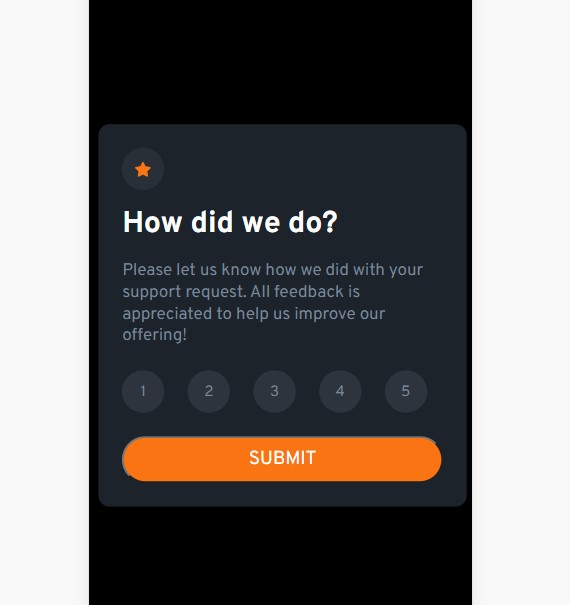 How did we do?
Please let us know how we did with your
support request. All feedback is
appreciated to help us improve our
offering!
1 2 3 4 5
SUBMIT